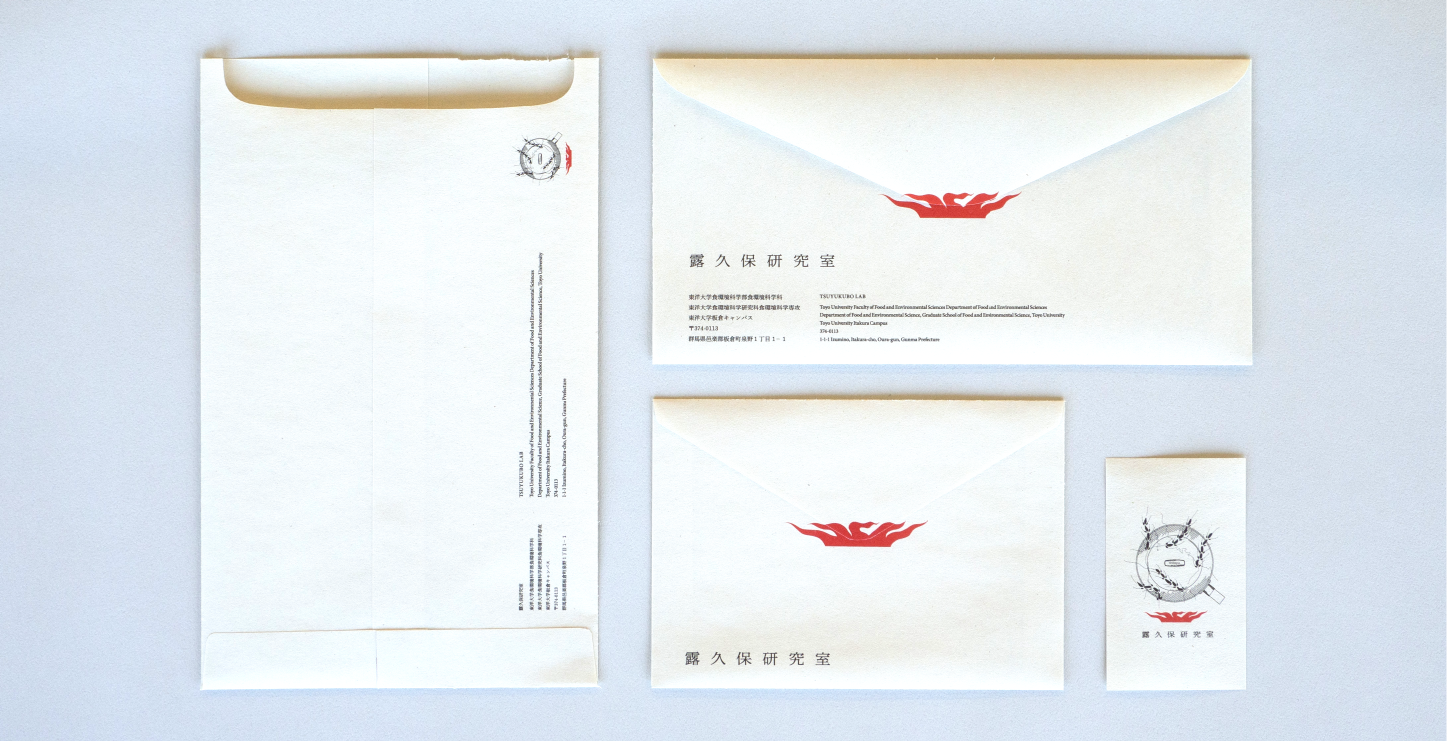 露久保研究室
東洋大学食環境科学部食環境科学科
東洋大学食環境科学研究科食環境科学専攻
東洋大学板倉キャンパス
〒374-0113
群馬県邑楽郡板倉町泉野1丁目1-1
TSUYUKUBO LAB
Toyo University Faculty of Food and Environmental Sciences Department of Food and Environmental Sciences
Department of Food and Environmental Science, Graduate School of Food and Environmental Science, Toyo University
Toyo University Itakura Campus
374-0113
1-1-1 Izumino, Itakura-cho, Oura-gun, Gunma Prefecture
露久保研究室
東洋大学食環境科学部食環境科学科
東洋大学食環境科学研究科食環境科学専攻
東洋大学板倉キャンパス
〒374-0113
群馬県邑楽郡板倉町泉野1丁目1-1
TSUYUKURO LAB
Toyo University Faculty of Food and Environmental Sciences Department of Food and Environmental Sciences
Department of Food and Environmental Science, Graduate School of Food and Environmental Science, Toyo University
Toyo University Itakura Campus
374-0113
1-1-1 Izumino, Itakura-cho, Oura-gun, Gunma Prefecture
露久保研究室
露久保研究室